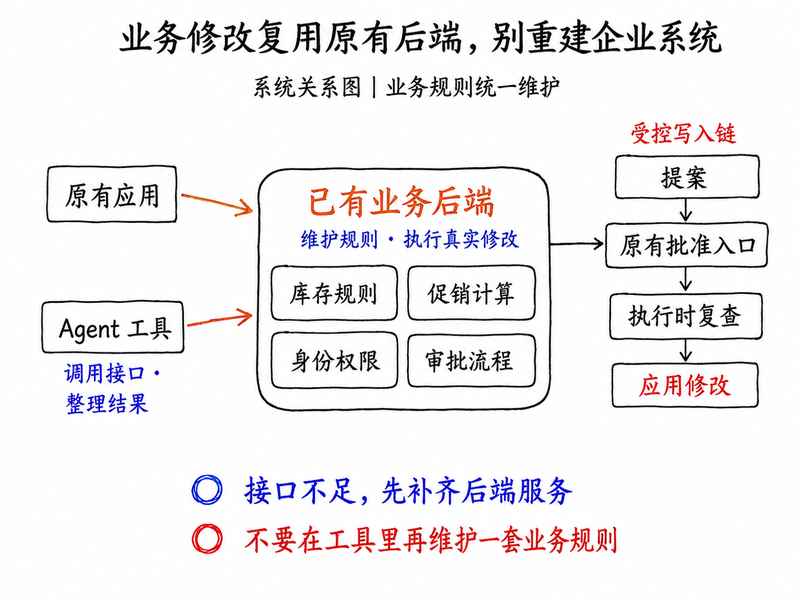 业务修改复用原有后端，别重建企业系统
系统关系图｜业务规则统一维护
原有应用
Agent 工具
调用接口·
整理结果
已有业务后端
维护规则·执行真实修改
库存规则
促销计算
身份权限
审批流程
受控写入链
提案
原有批准入口
执行时复查
应用修改
接口不足，先补齐后端服务
不要在工具里再维护一套业务规则